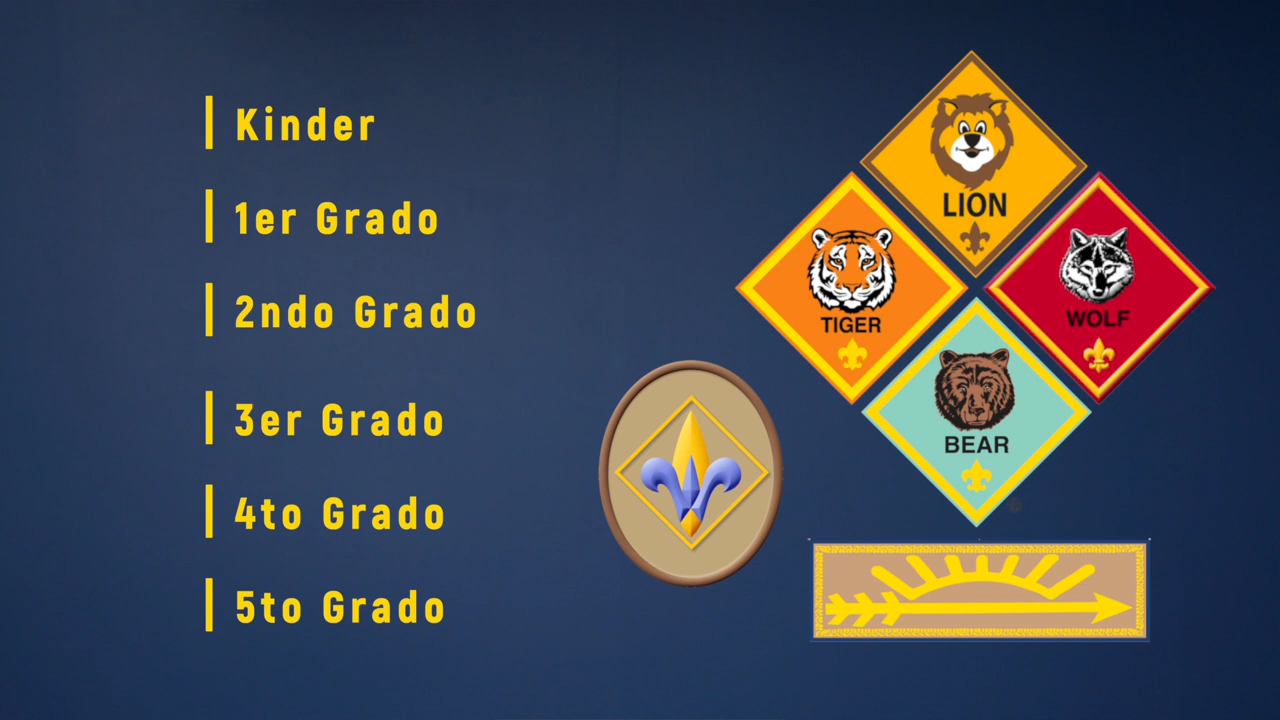 Kinder
1er Grado
2ndo Grado
3er Grado
4to Grado
5to Grado
LION
TIGER
WOLF
BEAR